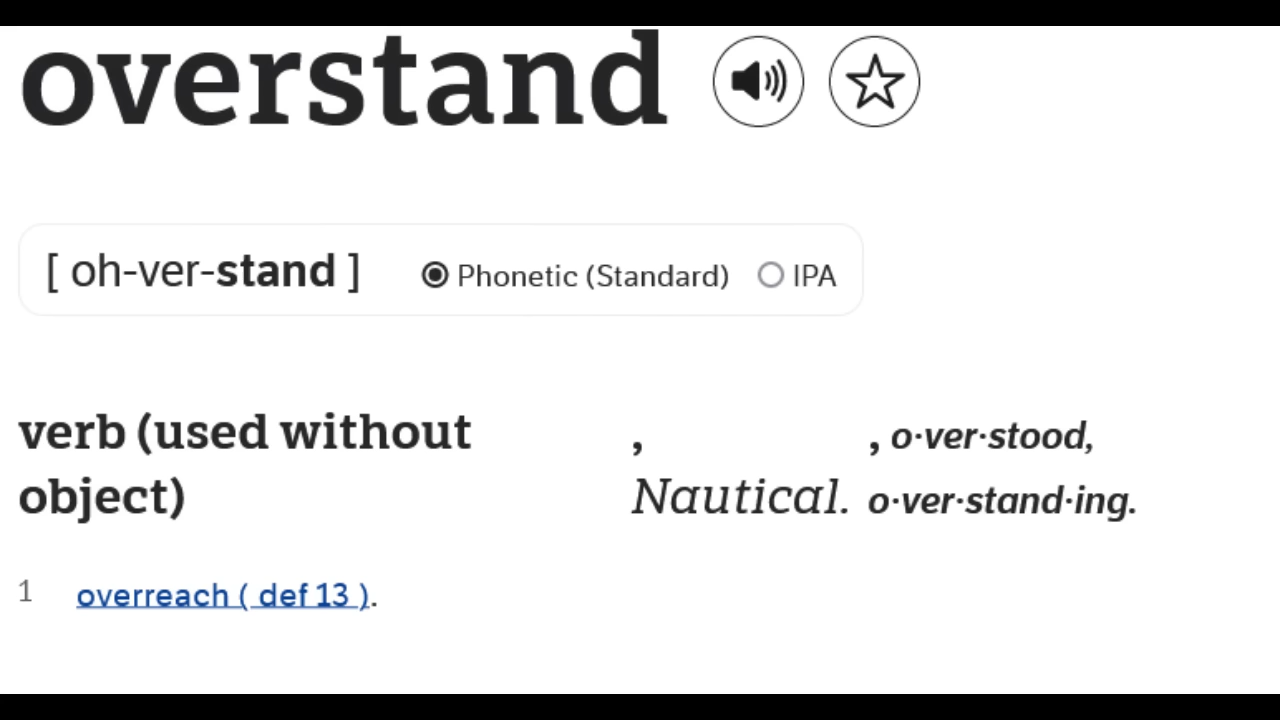 overstand
[ oh-ver-stand ] Phonetic (Standard) IPA
verb (used without , , o·ver·stood,
object) Nautical. o·ver·stand·ing.
1 overreach ( def 13 ).